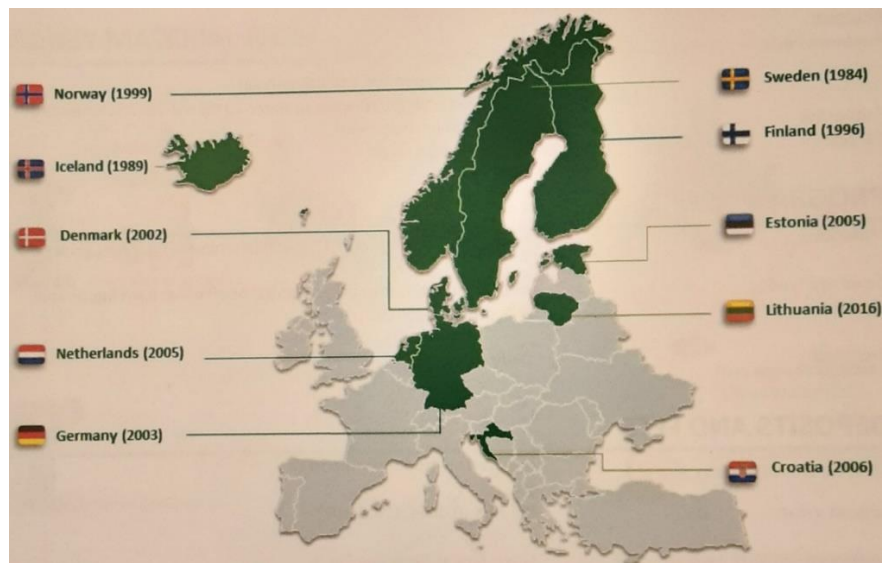 Norway (1999)
Iceland (1989)
Denmark (2002)
Netherlands (2005)
Germany (2003)
Sweden (1984)
Finland (1996)
Estonia (2005)
Lithuania (2016)
Croatia (2006)